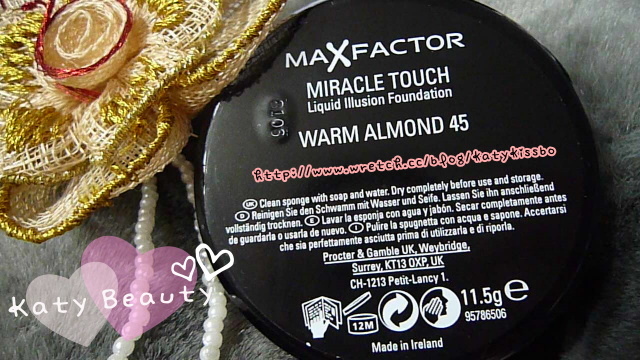 MAXFACTOR
MIRACLE TOUCH
Liquid Illusion Foundation
WARM ALMOND 45
http://www.wretch.cc/blog/katykissbo
UK Clean sponge with soap and water. Dry completely before use and storage.
D Reinigen Sie den Schwamm mit Wasser und Seife. Lassen Sie ihn anschließend
vollständig trocknen. E Lavar la esponja con agua y jabón. Secar completamente antes
de guardarla o usarla de nuevo. I Pulire la spugnetta con acqua e sapone. Accertarsi
che sia perfettamente asciutta prima di utilizzarla e di riporla.
Procter & Gamble UK, Weybridge,
Surrey, KT13 0XP, UK
CH-1213 Petit-Lancy 1.
12M
11.5g e
95786506
Made in Ireland
Katy Beauty